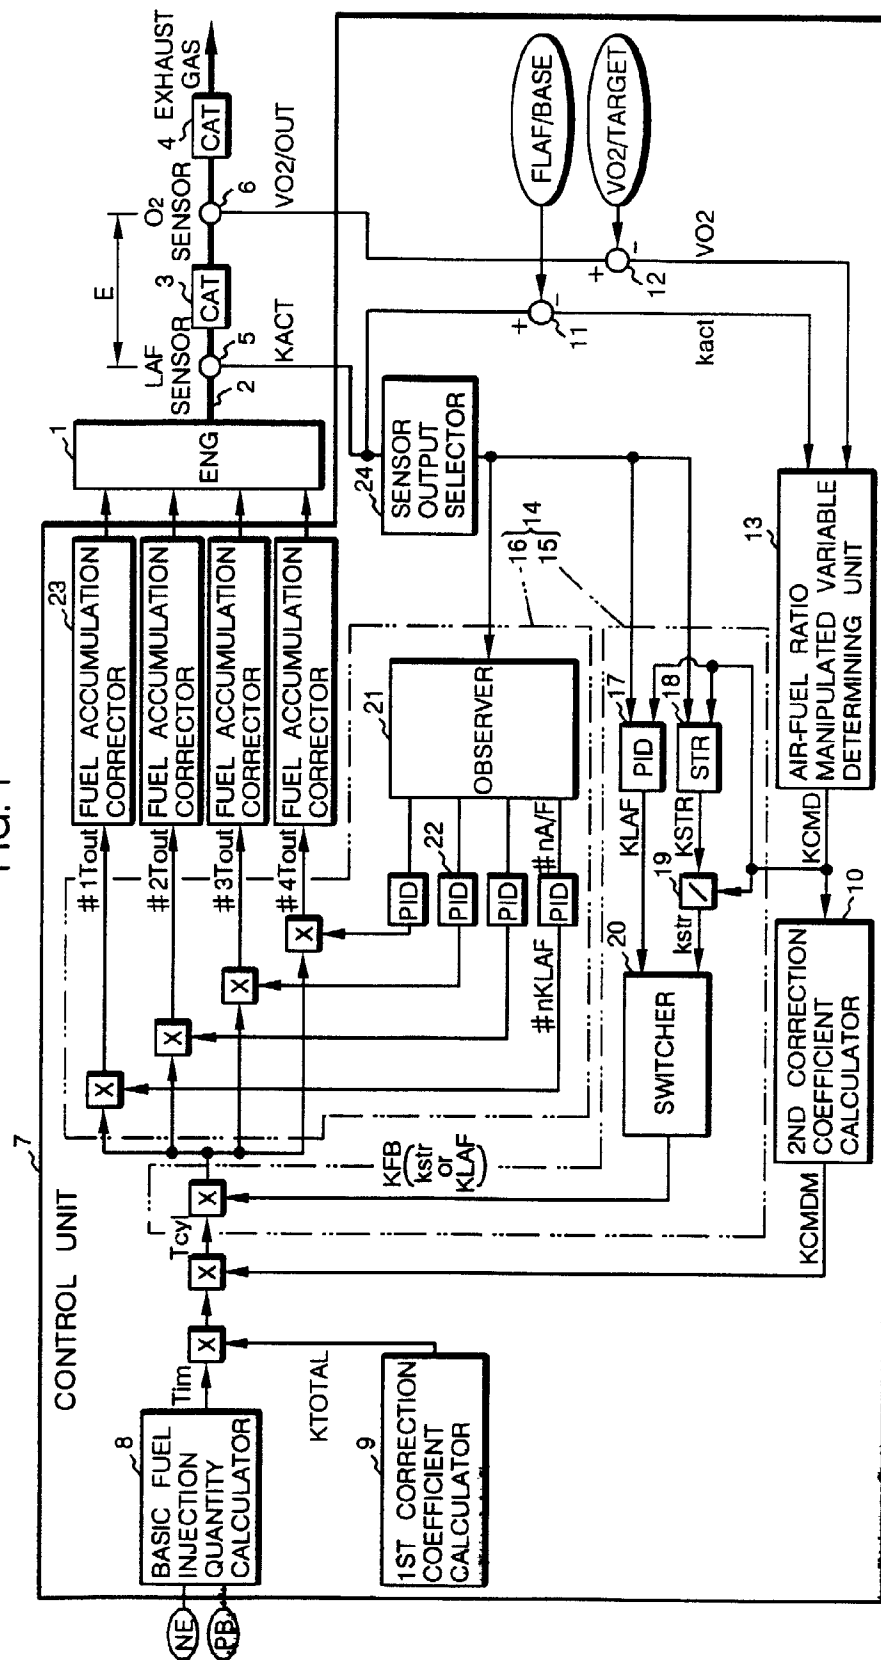 FIG. 1
7
CONTROL UNIT
NE
PB
8
BASIC FUEL
INJECTION
QUANTITY
CALCULATOR
Tim
X
X
Tcyl
X
KTOTAL
9
1ST CORRECTION
COEFFICIENT
CALCULATOR
KCMDM
KFB
(kstr
or
KLAF)
X
X
X
X
#1Tout
#2Tout
#3Tout
#4Tout
23
FUEL ACCUMULATION
CORRECTOR
FUEL ACCUMULATION
CORRECTOR
FUEL ACCUMULATION
CORRECTOR
FUEL ACCUMULATION
CORRECTOR
1
ENG
2
LAF
SENSOR
5
E
3
CAT
O2
SENSOR
6
4
CAT
EXHAUST
GAS
KACT
VO2/OUT
PID
PID
22
PID
PID
#nA/F
#nKLAF
21
OBSERVER
24
SENSOR
OUTPUT
SELECTOR
16
15
14
FLAF/BASE
VO2/TARGET
+
-
11
+
-
12
kact
VO2
20
SWITCHER
KLAF
17
PID
kstr
19
/
KSTR
18
STR
10
2ND CORRECTION
COEFFICIENT
CALCULATOR
KCMD
13
AIR-FUEL RATIO
MANIPULATED VARIABLE
DETERMINING UNIT